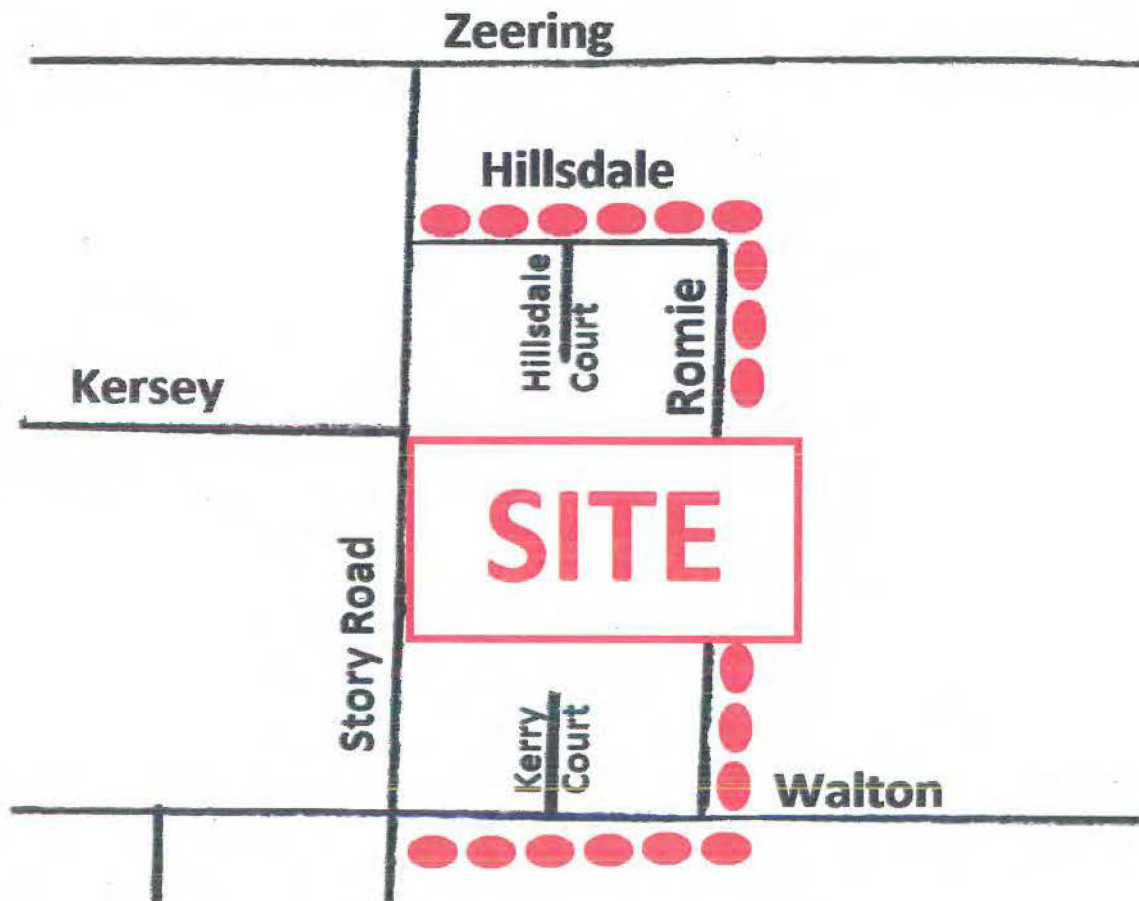 Zeering
Hillsdale
Hillsdale
Court
Romie
Kersey
SITE
Story Road
Kerry
Court
Walton